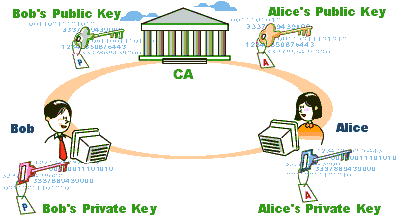 Bob's Public Key
Alice's Public Key
P
A
CA
Bob
Alice
P
A
Bob's Private Key
Alice's Private Key